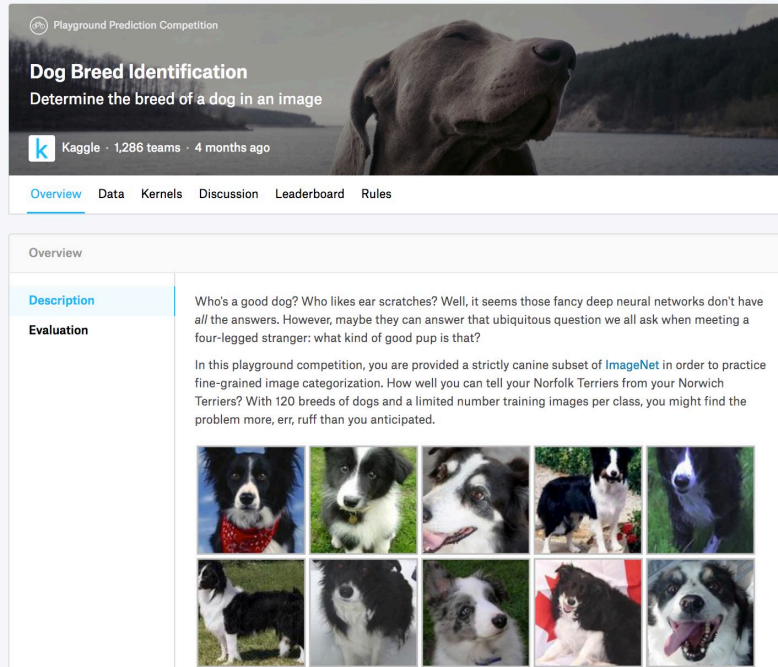 Playground Prediction Competition
Dog Breed Identification
Determine the breed of a dog in an image
k
Kaggle · 1,286 teams · 4 months ago
Overview Data Kernels Discussion Leaderboard Rules
Overview
Description
Evaluation
Who's a good dog? Who likes ear scratches? Well, it seems those fancy deep neural networks don't have
all the answers. However, maybe they can answer that ubiquitous question we all ask when meeting a
four-legged stranger: what kind of good pup is that?
In this playground competition, you are provided a strictly canine subset of ImageNet in order to practice
fine-grained image categorization. How well you can tell your Norfolk Terriers from your Norwich
Terriers? With 120 breeds of dogs and a limited number training images per class, you might find the
problem more, err, ruff than you anticipated.